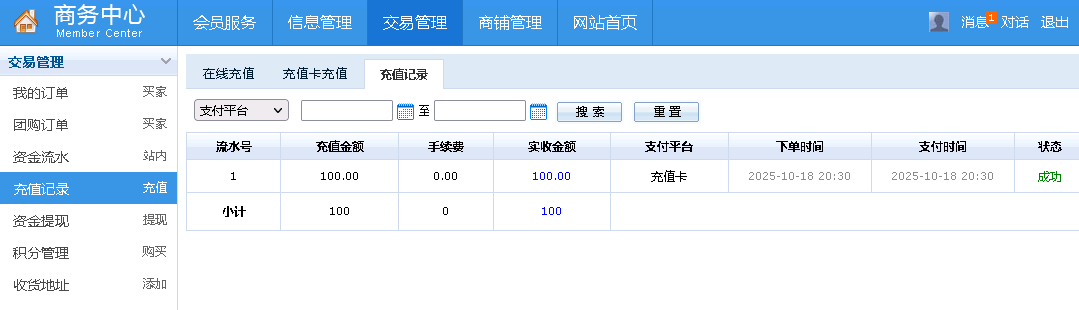 商务中心
Member Center
会员服务 信息管理 交易管理 商铺管理 网站首页
消息 1 对话 退出
交易管理
我的订单 买家
团购订单 买家
资金流水 站内
充值记录 充值
资金提现 提现
积分管理 购买
收货地址 添加
在线充值 充值卡充值 充值记录
支付平台 至 搜 索 重 置
流水号 充值金额 手续费 实收金额 支付平台 下单时间 支付时间 状态
1 100.00 0.00 100.00 充值卡 2025-10-18 20:30 2025-10-18 20:30 成功
小计 100 0 100